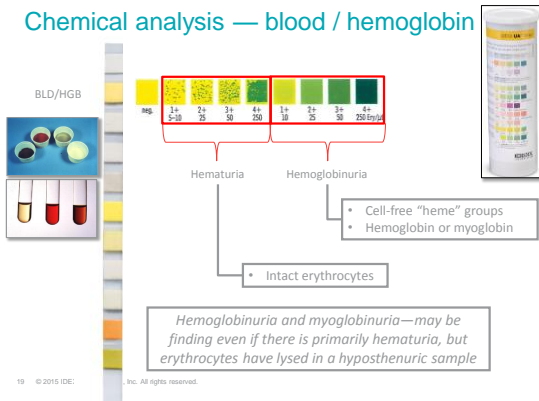 Chemical analysis — blood / hemoglobin
BLD/HGB
neg. 1+ 2+ 3+ 4+ 1+ 2+ 3+ 4+
5-10 25 50 250 10 25 50 250 Ery/µl
Hematuria Hemoglobinuria
• Cell-free “heme” groups
• Hemoglobin or myoglobin
• Intact erythrocytes
Hemoglobinuria and myoglobinuria—may be
finding even if there is primarily hematuria, but
erythrocytes have lysed in a hyposthenuric sample
19 © 2015 IDE Inc. All rights reserved.